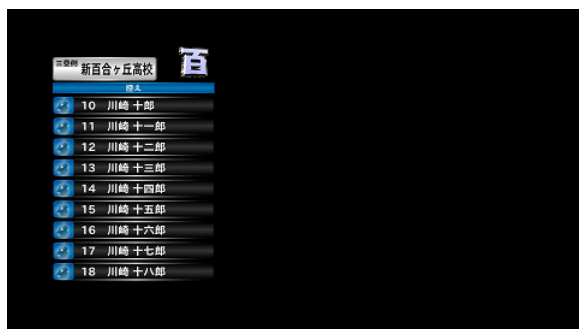 三塁側 新百合ヶ丘高校 百
控え
10 川崎 十郎
11 川崎 十一郎
12 川崎 十二郎
13 川崎 十三郎
14 川崎 十四郎
15 川崎 十五郎
16 川崎 十六郎
17 川崎 十七郎
18 川崎 十八郎